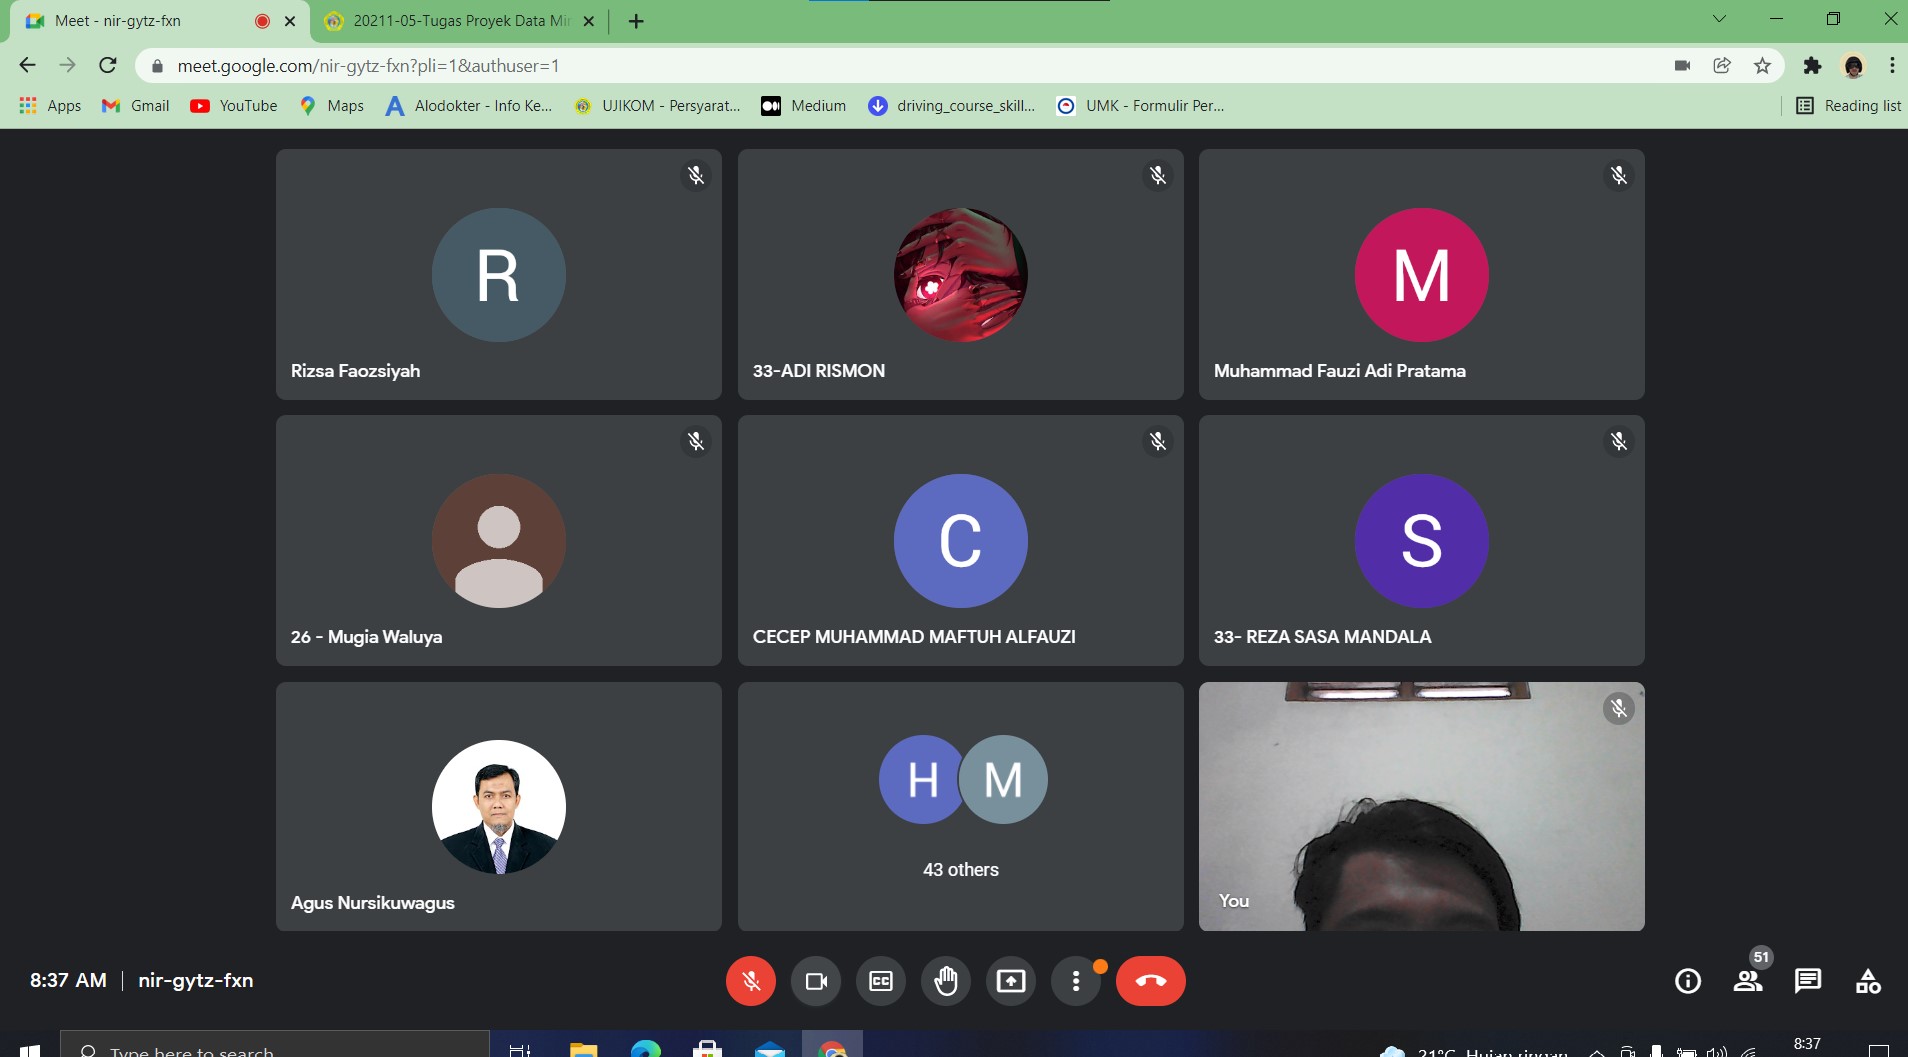 Meet - nir-gytz-fxn
20211-05-Tugas Proyek Data Mir
meet.google.com/nir-gytz-fxn?pli=1&authuser=1
Apps
Gmail
YouTube
Maps
Alodokter - Info Ke...
UJIKOM - Persyarat...
Medium
driving_course_skill...
UMK - Formulir Per...
Reading list
R
Rizsa Faozsiyah
33-ADI RISMON
M
Muhammad Fauzi Adi Pratama
26 - Mugia Waluya
C
CECEP MUHAMMAD MAFTUH ALFAUZI
S
33- REZA SASA MANDALA
Agus Nursikuwagus
H M
43 others
You
8:37 AM | nir-gytz-fxn
51
Type here to search
21°C Hujan ringan
8:37